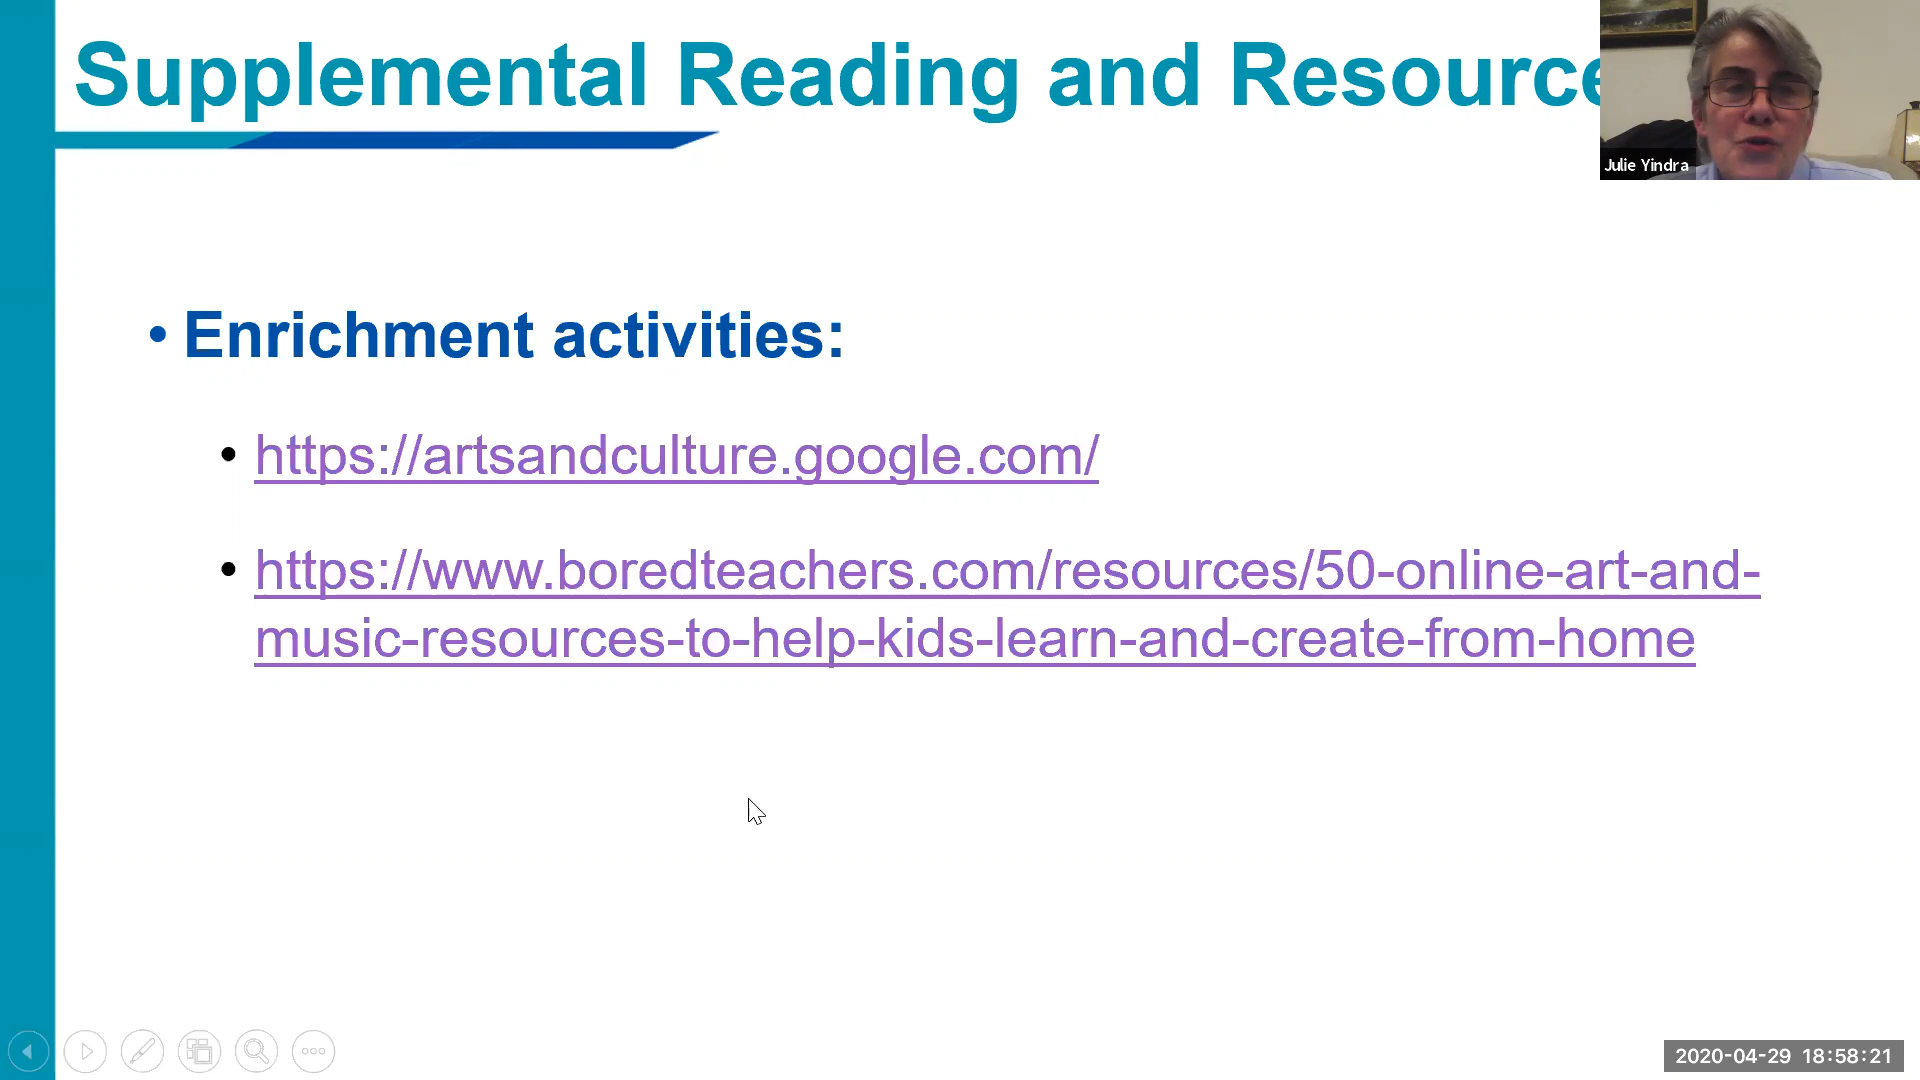 Supplemental Reading and Resource
Julie Yindra
• Enrichment activities:
• https://artsandculture.google.com/
• https://www.boredteachers.com/resources/50-online-art-and-
music-resources-to-help-kids-learn-and-create-from-home
2020-04-29 18:58:21